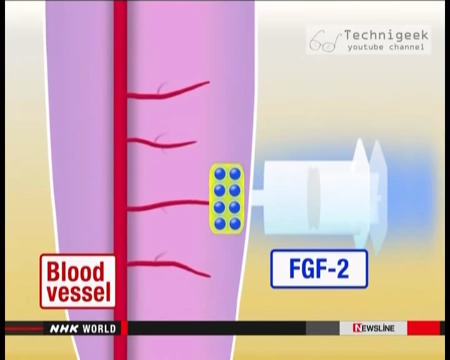 Technigeek
youtube channel
Blood
vessel
FGF-2
NHK WORLD
NEWSLINE